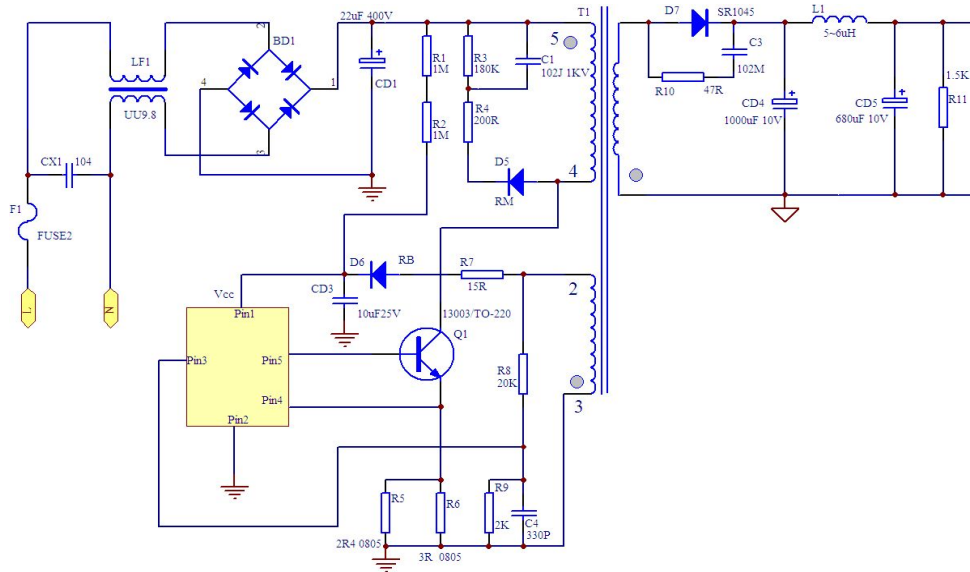 22uF 400V
T1
D7
SR1045
L1
5~6uH
2
BD1
4
1
3
LF1
UU9.8
CD1
R1
1M
R2
1M
R3
180K
R4
200R
C1
102J 1KV
5
4
D5
RM
C3
102M
R10
47R
CD4
1000uF 10V
CD5
680uF 10V
1.5K
R11
CX1
104
F1
FUSE2
L
N
D6
RB
R7
15R
2
CD3
10uF25V
13003/TO-220
Q1
Vcc
Pin1
Pin3
Pin5
Pin4
Pin2
R8
20K
3
R5
R6
R9
2K
C4
330P
2R4 0805
3R 0805